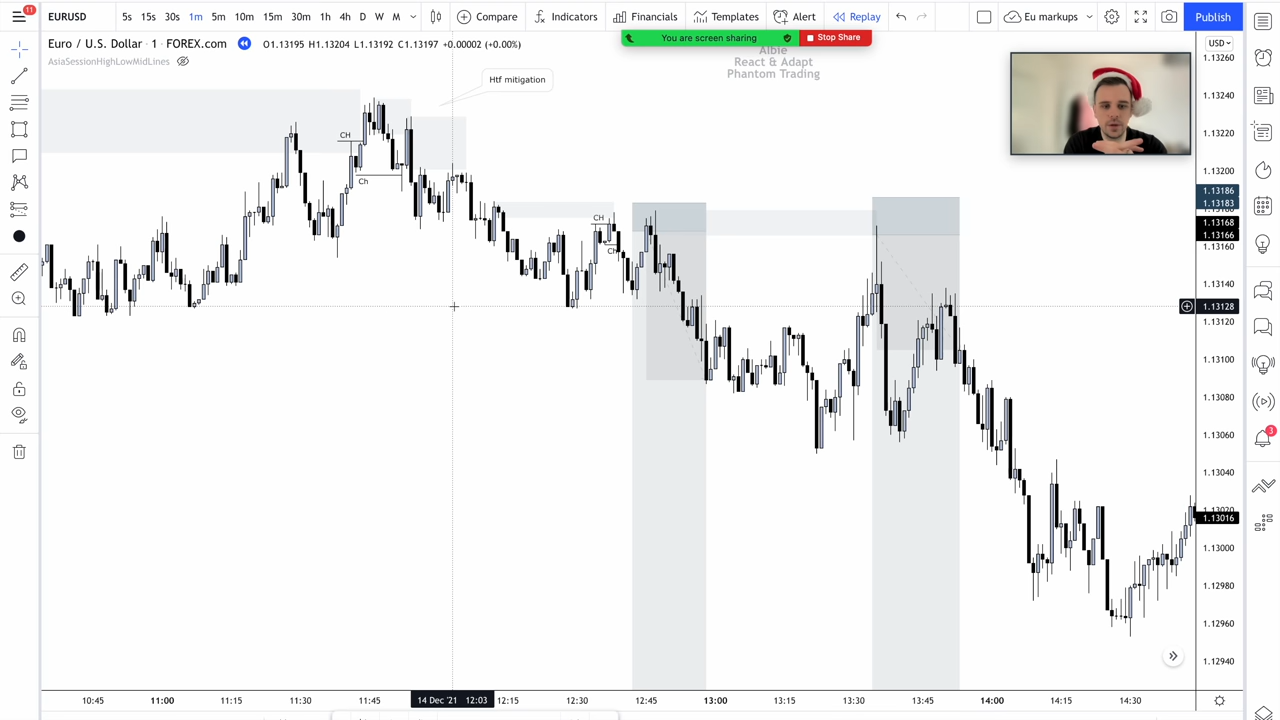 11
EURUSD 5s 15s 30s 1m 5m 10m 15m 30m 1h 4h D W M Compare Indicators Financials Templates Alert Replay Eu markups Publish
You are screen sharing Stop Share
Euro / U.S. Dollar · 1 · FOREX.com O1.13195 H1.13204 L1.13192 C1.13197 +0.00002 (+0.00%)
USD
Albie
AsiaSessionHighLowMidLines
React & Adapt
Phantom Trading
Htf mitigation
CH
Ch
CH
Ch
1.13260
1.13240
1.13220
1.13200
1.13186
1.13183
1.13168
1.13166
1.13160
1.13140
1.13128
1.13120
1.13100
1.13080
1.13060
1.13040
1.13020
1.13016
1.13000
1.12980
1.12960
1.12940
3
10:45 11:00 11:15 11:30 11:45 14 Dec '21 12:03 12:15 12:30 12:45 13:00 13:15 13:30 13:45 14:00 14:15 14:30